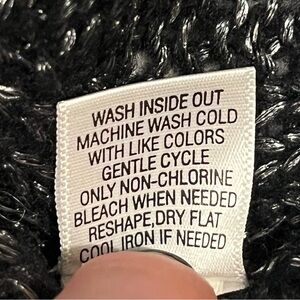 WASH INSIDE OUT
MACHINE WASH COLD
WITH LIKE COLORS
GENTLE CYCLE
ONLY NON-CHLORINE
BLEACH WHEN NEEDED
RESHAPE,DRY FLAT
COOL IRON IF NEEDED